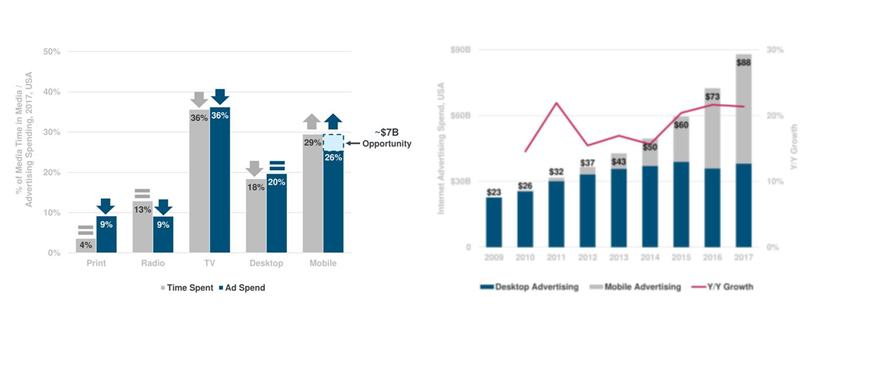 50%
40%
30%
20%
10%
0%
% of Media Time in Media /
Advertising Spending, 2017, USA
4%
9%
13%
9%
36%
36%
18%
20%
29%
26%
~$7B
Opportunity
Print Radio TV Desktop Mobile
Time Spent Ad Spend
$90B
$60B
$30B
0
Internet Advertising Spend, USA
$23
$26
$32
$37
$43
$50
$60
$73
$88
30%
20%
10%
0%
Y/Y Growth
2009 2010 2011 2012 2013 2014 2015 2016 2017
Desktop Advertising Mobile Advertising Y/Y Growth